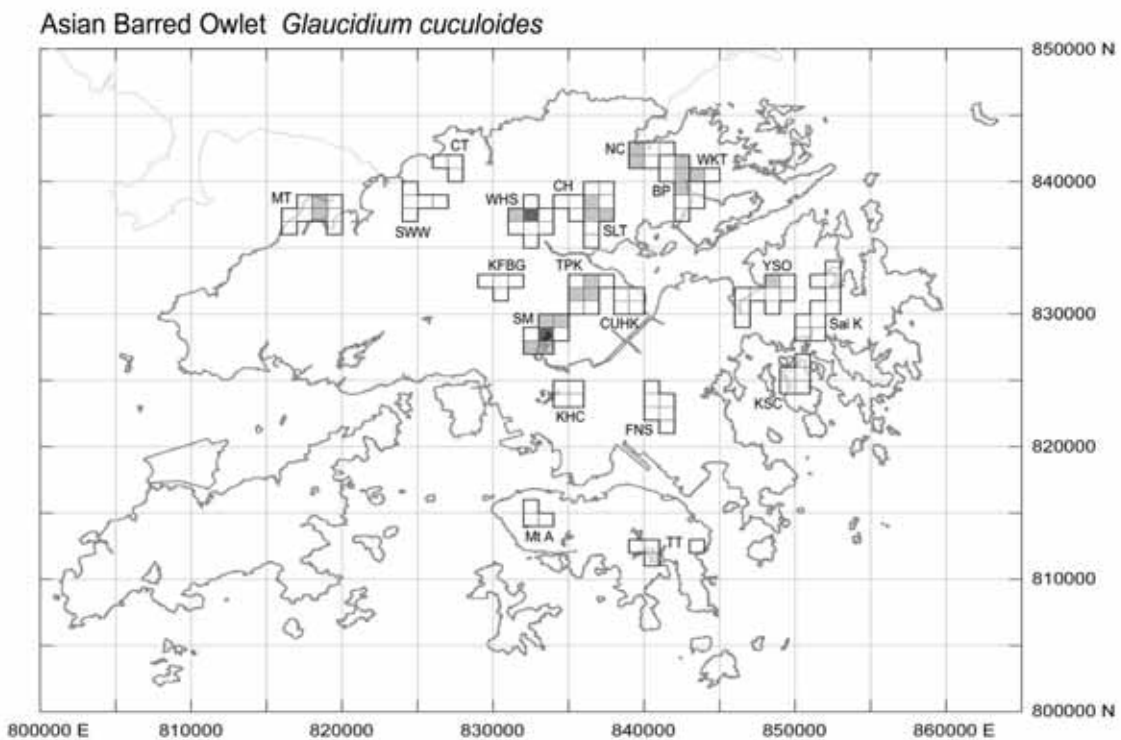 Asian Barred Owlet Glaucidium cuculoides
850000 N
CT
NC
WKT
MT
WHS
CH
BP
840000
SWW
SLT
KFBG
TPK
YSO
SM
CUHK
Sai K
830000
KHC
FNS
KSC
820000
Mt A
TT
810000
800000 N
800000 E
810000
820000
830000
840000
850000
860000